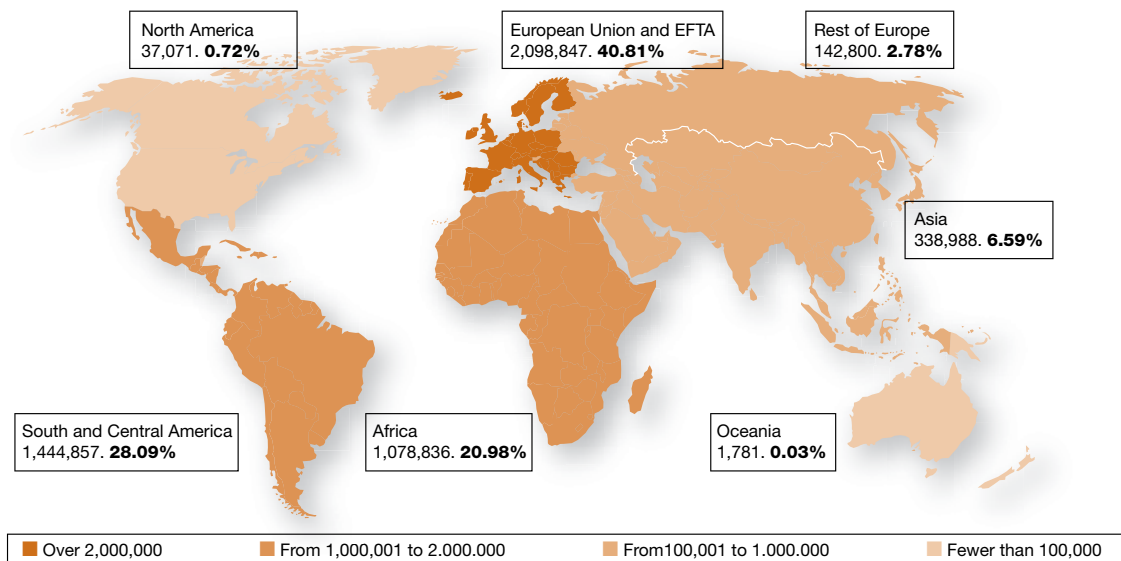 North America
37,071. 0.72%
European Union and EFTA
2,098,847. 40.81%
Rest of Europe
142,800. 2.78%
Asia
338,988. 6.59%
South and Central America
1,444,857. 28.09%
Africa
1,078,836. 20.98%
Oceania
1,781. 0.03%
Over 2,000,000
From 1,000,001 to 2.000.000
From100,001 to 1.000.000
Fewer than 100,000